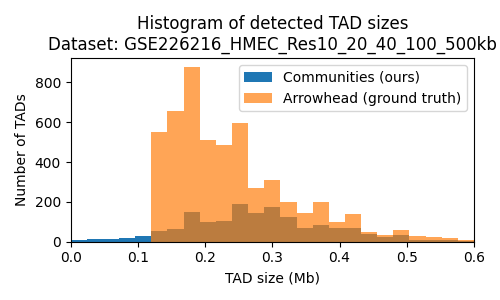 Histogram of detected TAD sizes
Dataset: GSE226216_HMEC_Res10_20_40_100_500kb
Communities (ours)
Arrowhead (ground truth)
Number of TADs
800
600
400
200
0
0.0 0.1 0.2 0.3 0.4 0.5 0.6
TAD size (Mb)